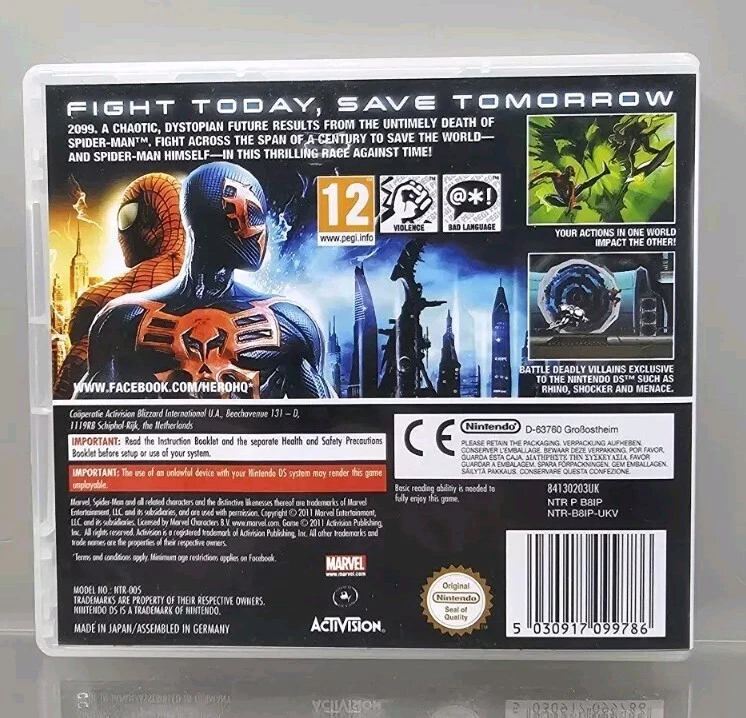 FIGHT TODAY, SAVE TOMORROW
2099. A CHAOTIC, DYSTOPIAN FUTURE RESULTS FROM THE UNTIMELY DEATH OF
SPIDER-MAN™. FIGHT ACROSS THE SPAN OF A CENTURY TO SAVE THE WORLD—
AND SPIDER-MAN HIMSELF—IN THIS THRILLING RACE AGAINST TIME!
12
www.pegi.info
VIOLENCE
@*!
BAD LANGUAGE
YOUR ACTIONS IN ONE WORLD
IMPACT THE OTHER!
BATTLE DEADLY VILLAINS EXCLUSIVE
TO THE NINTENDO DS™ SUCH AS
RHINO, SHOCKER AND MENACE.
WWW.FACEBOOK.COM/HEROHQ*
Coöperatie Activision Blizzard International U.A., Beechavenue 131 – D,
1119RB Schiphol-Rijk, the Netherlands
IMPORTANT: Read the Instruction Booklet and the separate Health and Safety Precautions
Booklet before setup or use of your system.
IMPORTANT: The use of an unlawful device with your Nintendo DS system may render this game
unplayable.
Marvel, Spider-Man and all related characters and the distinctive likenesses thereof are trademarks of Marvel
Entertainment, LLC, and its subsidiaries, and are used with permission. Copyright © 2011 Marvel Entertainment,
LLC and its subsidiaries. Licensed by Marvel Characters B.V. www.marvel.com. Game © 2011 Activision Publishing,
Inc. All rights reserved. Activision is a registered trademark of Activision Publishing, Inc. All other trademarks and
trade names are the properties of their respective owners.
*Terms and conditions apply. Minimum age restrictions applies on Facebook.
MODEL NO.: NTR-005
TRADEMARKS ARE PROPERTY OF THEIR RESPECTIVE OWNERS.
NINTENDO DS IS A TRADEMARK OF NINTENDO.
MADE IN JAPAN/ASSEMBLED IN GERMANY
MARVEL
www.marvel.com
ACTIVISION.
CE
Nintendo D-63760 Großostheim
PLEASE RETAIN THE PACKAGING. VERPACKUNG AUFHEBEN.
CONSERVER L'EMBALLAGE. BEWAAR DEZE VERPAKKING. POR FAVOR,
GUARDA ESTA CAJA. ΔΙΑΤΗΡΗΣΤΕ ΤΗΝ ΣΥΣΚΕΥΑΣΙΑ. FAVOR
GUARDAR A EMBALAGEM. SPARA FÖRPACKNINGEN. GEM EMBALLAGEN.
SÄILYTÄ PAKKAUS. CONSERVARE QUESTA CONFEZIONE.
Basic reading ability is needed to
fully enjoy this game.
84130203UK
NTR P B8IP
NTR-B8IP-UKV
Original
Nintendo
Seal of
Quality
5 030917 099786